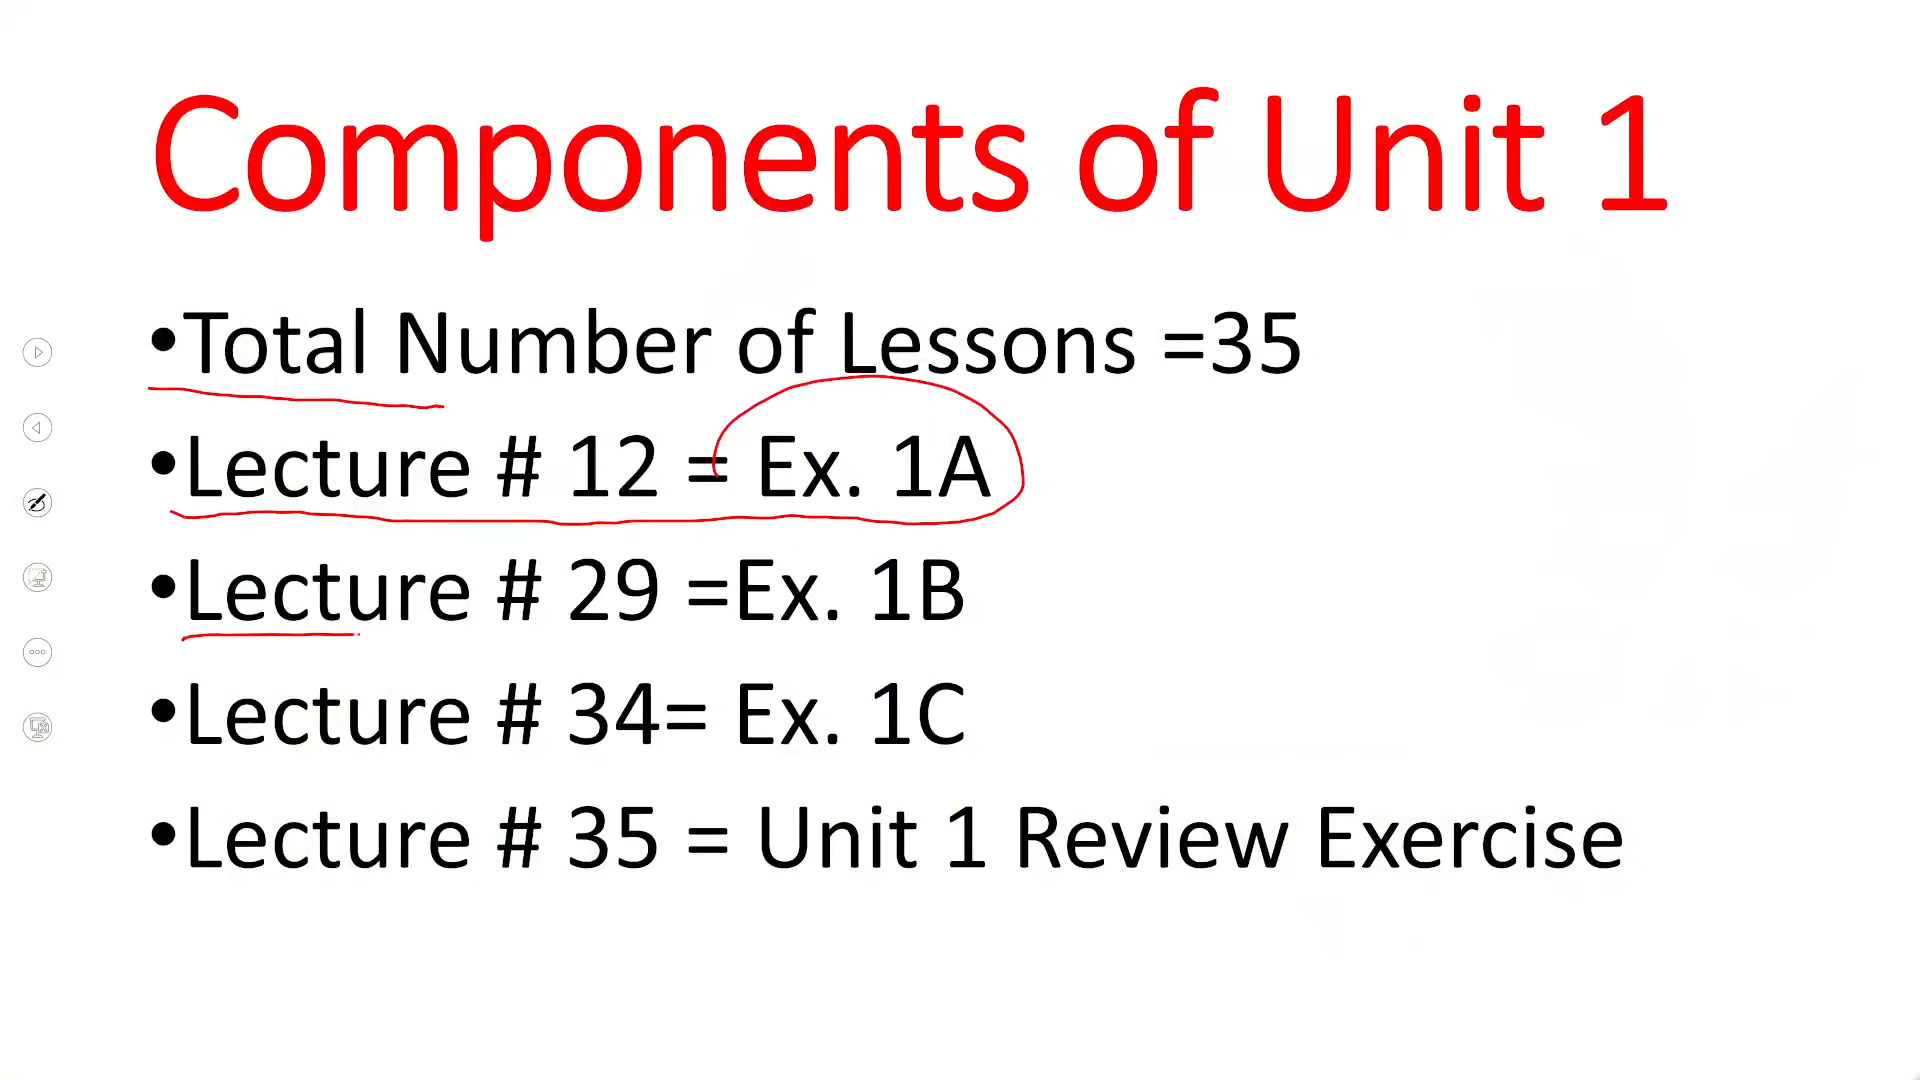 Components of Unit 1
•Total Number of Lessons =35
•Lecture # 12 = Ex. 1A
•Lecture # 29 =Ex. 1B
•Lecture # 34= Ex. 1C
•Lecture # 35 = Unit 1 Review Exercise